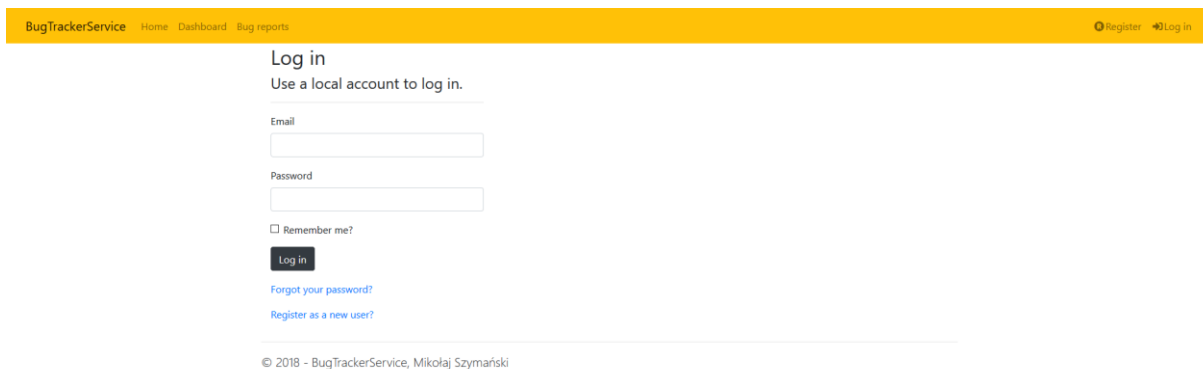 BugTrackerService Home Dashboard Bug reports Register Log in
Log in
Use a local account to log in.
Email
Password
Remember me?
Log in
Forgot your password?
Register as a new user?
© 2018 - BugTrackerService, Mikołaj Szymański